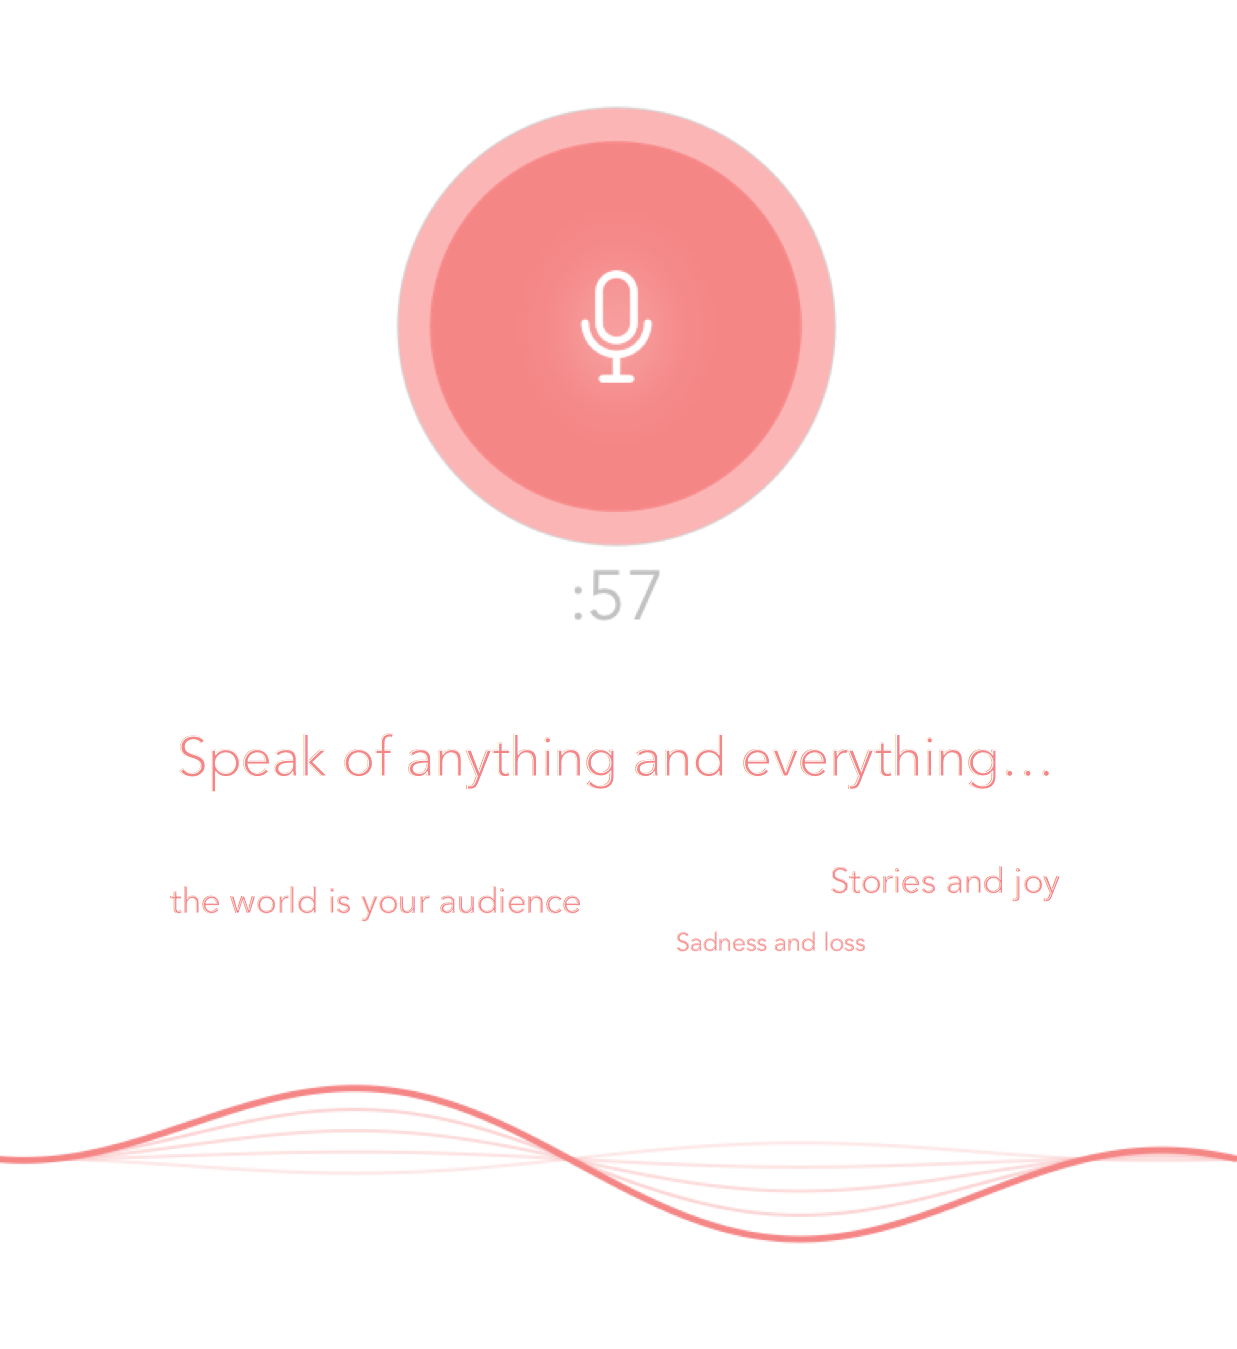 :57
Speak of anything and everything...
the world is your audience
Stories and joy
Sadness and loss